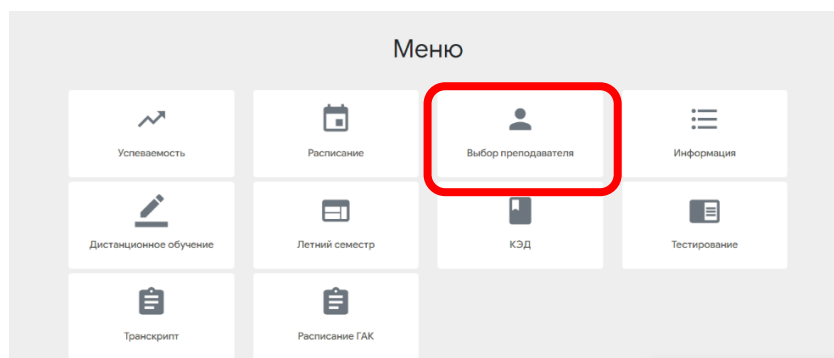 Меню
Успеваемость
Расписание
Выбор преподавателя
Информация
Дистанционное обучение
Летний семестр
КЭД
Тестирование
Транскрипт
Расписание ГАК